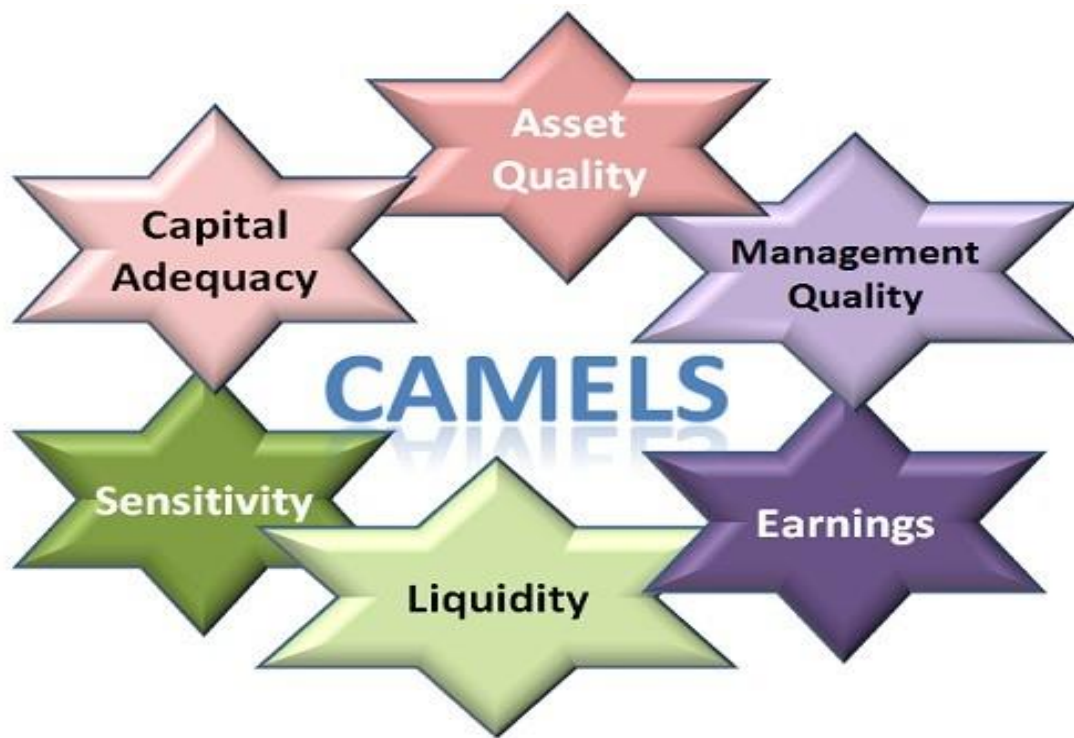 Asset
Quality
Capital
Adequacy
Management
Quality
CAMELS
Sensitivity
Earnings
Liquidity